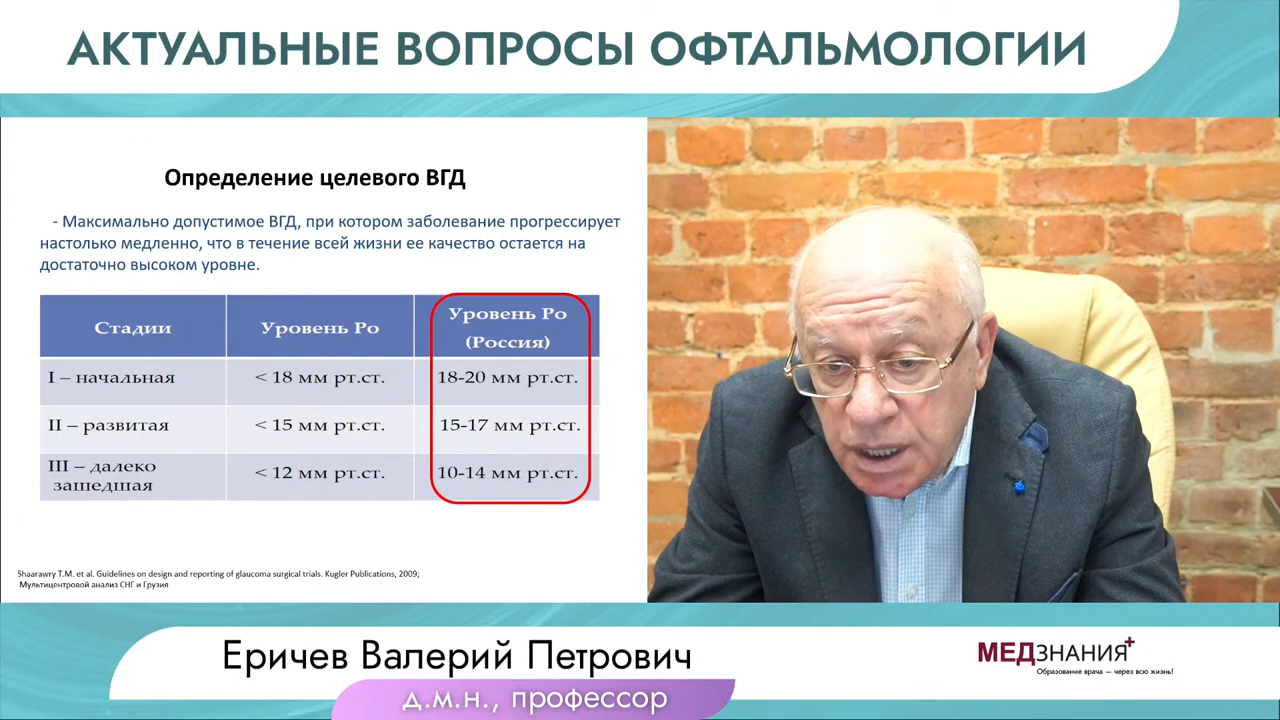 АКТУАЛЬНЫЕ ВОПРОСЫ ОФТАЛЬМОЛОГИИ
Определение целевого ВГД
- Максимально допустимое ВГД, при котором заболевание прогрессирует
настолько медленно, что в течение всей жизни ее качество остается на
достаточно высоком уровне.
Стадии
Уровень Ро
Уровень Ро
(Россия)
I – начальная
< 18 мм рт.ст.
18-20 мм рт.ст.
II – развитая
< 15 мм рт.ст.
15-17 мм рт.ст.
III – далеко
зашедшая
< 12 мм рт.ст.
10-14 мм рт.ст.
Shaarawry T.M. et al. Guidelines on design and reporting of glaucoma surgical trials. Kugler Publications, 2009;
Мультицентровой анализ СНГ и Грузия
Еричев Валерий Петрович
д.м.н., профессор
МЕДЗНАНИЯ+
Образование врача — через всю жизнь!